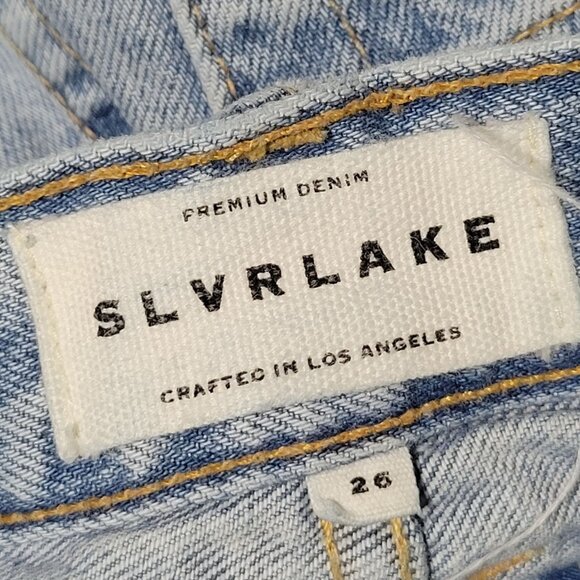 PREMIUM DENIM
SLVRLAKE
CRAFTED IN LOS ANGELES
26